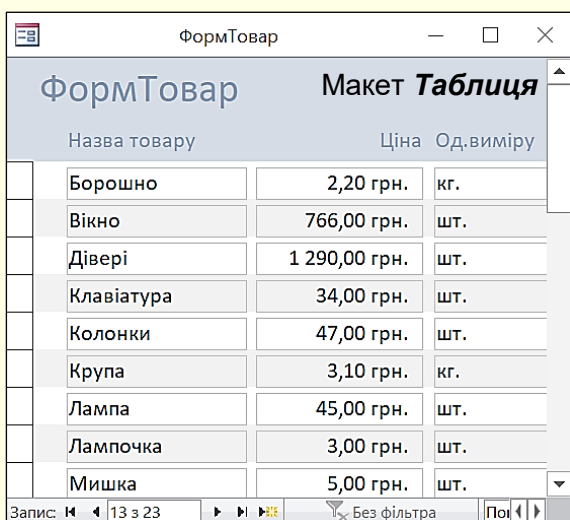 ФормТовар
ФормТовар Макет Таблиця
Назва товару Ціна Од.виміру
Борошно 2,20 грн. кг.
Вікно 766,00 грн. шт.
Дівері 1 290,00 грн. шт.
Клавіатура 34,00 грн. шт.
Колонки 47,00 грн. шт.
Крупа 3,10 грн. кг.
Лампа 45,00 грн. шт.
Лампочка 3,00 грн. шт.
Мишка 5,00 грн. шт.
Запис: 13 з 23 Без фільтра